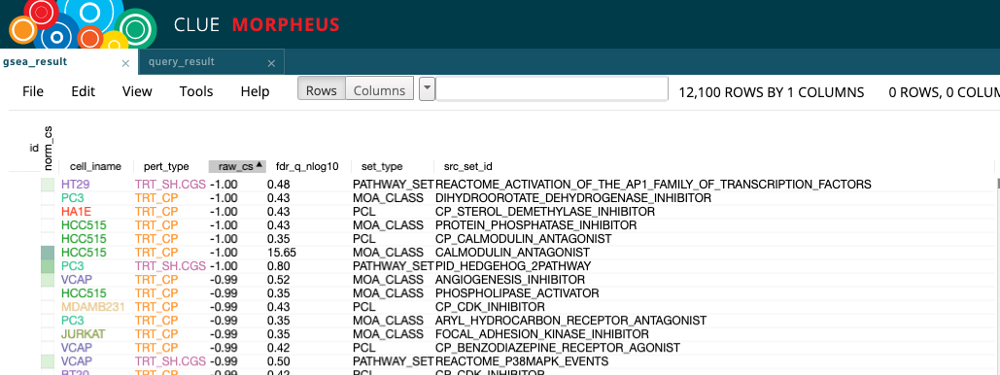 CLUE MORPHEUS
gsea_result × query_result ×
File Edit View Tools Help Rows Columns 12,100 ROWS BY 1 COLUMNS 0 ROWS, 0 COLUM
id norm_cs cell_iname pert_type raw_cs fdr_q_nlog10 set_type src_set_id
HT29 TRT_SH.CGS -1.00 0.48 PATHWAY_SET REACTOME_ACTIVATION_OF_THE_AP1_FAMILY_OF_TRANSCRIPTION_FACTORS
PC3 TRT_CP -1.00 0.43 MOA_CLASS DIHYDROOROTATE_DEHYDROGENASE_INHIBITOR
HA1E TRT_CP -1.00 0.43 PCL CP_STEROL_DEMETHYLASE_INHIBITOR
HCC515 TRT_CP -1.00 0.43 MOA_CLASS PROTEIN_PHOSPHATASE_INHIBITOR
HCC515 TRT_CP -1.00 0.35 PCL CP_CALMODULIN_ANTAGONIST
HCC515 TRT_CP -1.00 15.65 MOA_CLASS CALMODULIN_ANTAGONIST
PC3 TRT_SH.CGS -1.00 0.80 PATHWAY_SET PID_HEDGEHOG_2PATHWAY
VCAP TRT_CP -0.99 0.52 MOA_CLASS ANGIOGENESIS_INHIBITOR
HCC515 TRT_CP -0.99 0.35 MOA_CLASS PHOSPHOLIPASE_ACTIVATOR
MDAMB231 TRT_CP -0.99 0.43 PCL CP_CDK_INHIBITOR
PC3 TRT_CP -0.99 0.35 MOA_CLASS ARYL_HYDROCARBON_RECEPTOR_ANTAGONIST
JURKAT TRT_CP -0.99 0.35 MOA_CLASS FOCAL_ADHESION_KINASE_INHIBITOR
VCAP TRT_CP -0.99 0.42 PCL CP_BENZODIAZEPINE_RECEPTOR_AGONIST
VCAP TRT_SH.CGS -0.99 0.50 PATHWAY_SET REACTOME_P38MAPK_EVENTS
BT20 TRT_CP -0.99 0.42 PCL CP_CDK_INHIBITOR